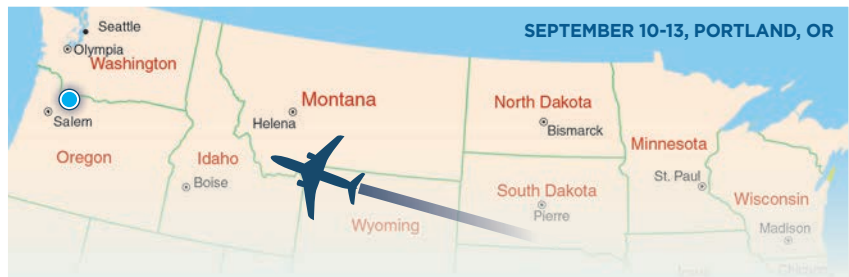 SEPTEMBER 10-13, PORTLAND, OR
Seattle
Olympia
Washington
Salem
Oregon
Idaho
Boise
Montana
Helena
Wyoming
North Dakota
Bismarck
South Dakota
Pierre
Minnesota
St. Paul
Wisconsin
Madison